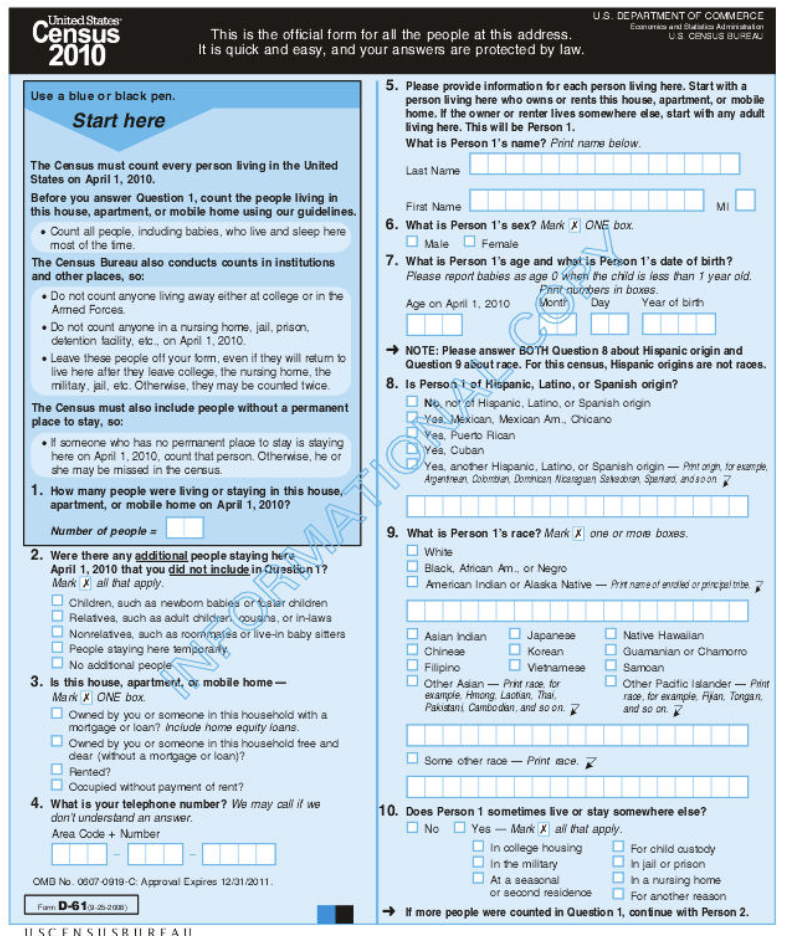 United States
Census
2010
This is the official form for all the people at this address.
It is quick and easy, and your answers are protected by law.
U.S. DEPARTMENT OF COMMERCE
Economics and Statistics Administration
U.S. CENSUS BUREAU
Use a blue or black pen.
Start here
The Census must count every person living in the United
States on April 1, 2010.
Before you answer Question 1, count the people living in
this house, apartment, or mobile home using our guidelines.
• Count all people, including babies, who live and sleep here
most of the time.
The Census Bureau also conducts counts in institutions
and other places, so:
• Do not count anyone living away either at college or in the
Armed Forces.
• Do not count anyone in a nursing home, jail, prison,
detention facility, etc., on April 1, 2010.
• Leave these people off your form, even if they will return to
live here after they leave college, the nursing home, the
military, jail, etc. Otherwise, they may be counted twice.
The Census must also include people without a permanent
place to stay, so:
• If someone who has no permanent place to stay is staying
here on April 1, 2010, count that person. Otherwise, he or
she may be missed in the census.
1. How many people were living or staying in this house,
apartment, or mobile home on April 1, 2010?
Number of people =
2. Were there any additional people staying here
April 1, 2010 that you did not include in Question 1?
Mark X all that apply.
Children, such as newborn babies or foster children
Relatives, such as adult children, cousins, or in-laws
Nonrelatives, such as roommates or live-in baby sitters
People staying here temporarily
No additional people
3. Is this house, apartment, or mobile home —
Mark X ONE box.
Owned by you or someone in this household with a
mortgage or loan? Include home equity loans.
Owned by you or someone in this household free and
clear (without a mortgage or loan)?
Rented?
Occupied without payment of rent?
4. What is your telephone number? We may call if we
don't understand an answer.
Area Code + Number
– –
OMB No. 0607-0919-C: Approval Expires 12/31/2011.
Form D-61 (9-25-2008)
USCENSUSBUREAU
5. Please provide information for each person living here. Start with a
person living here who owns or rents this house, apartment, or mobile
home. If the owner or renter lives somewhere else, start with any adult
living here. This will be Person 1.
What is Person 1's name? Print name below.
Last Name
First Name MI
6. What is Person 1's sex? Mark X ONE box.
Male Female
7. What is Person 1's age and what is Person 1's date of birth?
Please report babies as age 0 when the child is less than 1 year old.
Print numbers in boxes.
Age on April 1, 2010 Month Day Year of birth
→ NOTE: Please answer BOTH Question 8 about Hispanic origin and
Question 9 about race. For this census, Hispanic origins are not races.
8. Is Person 1 of Hispanic, Latino, or Spanish origin?
No, not of Hispanic, Latino, or Spanish origin
Yes, Mexican, Mexican Am., Chicano
Yes, Puerto Rican
Yes, Cuban
Yes, another Hispanic, Latino, or Spanish origin — Print origin, for example,
Argentinean, Colombian, Dominican, Nicaraguan, Salvadoran, Spaniard, and so on.
9. What is Person 1's race? Mark X one or more boxes.
White
Black, African Am., or Negro
American Indian or Alaska Native — Print name of enrolled or principal tribe.
Asian Indian Japanese Native Hawaiian
Chinese Korean Guamanian or Chamorro
Filipino Vietnamese Samoan
Other Asian — Print race, for
example, Hmong, Laotian, Thai,
Pakistani, Cambodian, and so on.
Other Pacific Islander — Print
race, for example, Fijian, Tongan,
and so on.
Some other race — Print race.
10. Does Person 1 sometimes live or stay somewhere else?
No Yes — Mark X all that apply.
In college housing For child custody
In the military In jail or prison
At a seasonal
or second residence
In a nursing home
For another reason
→ If more people were counted in Question 1, continue with Person 2.
INFORMATIONAL COPY